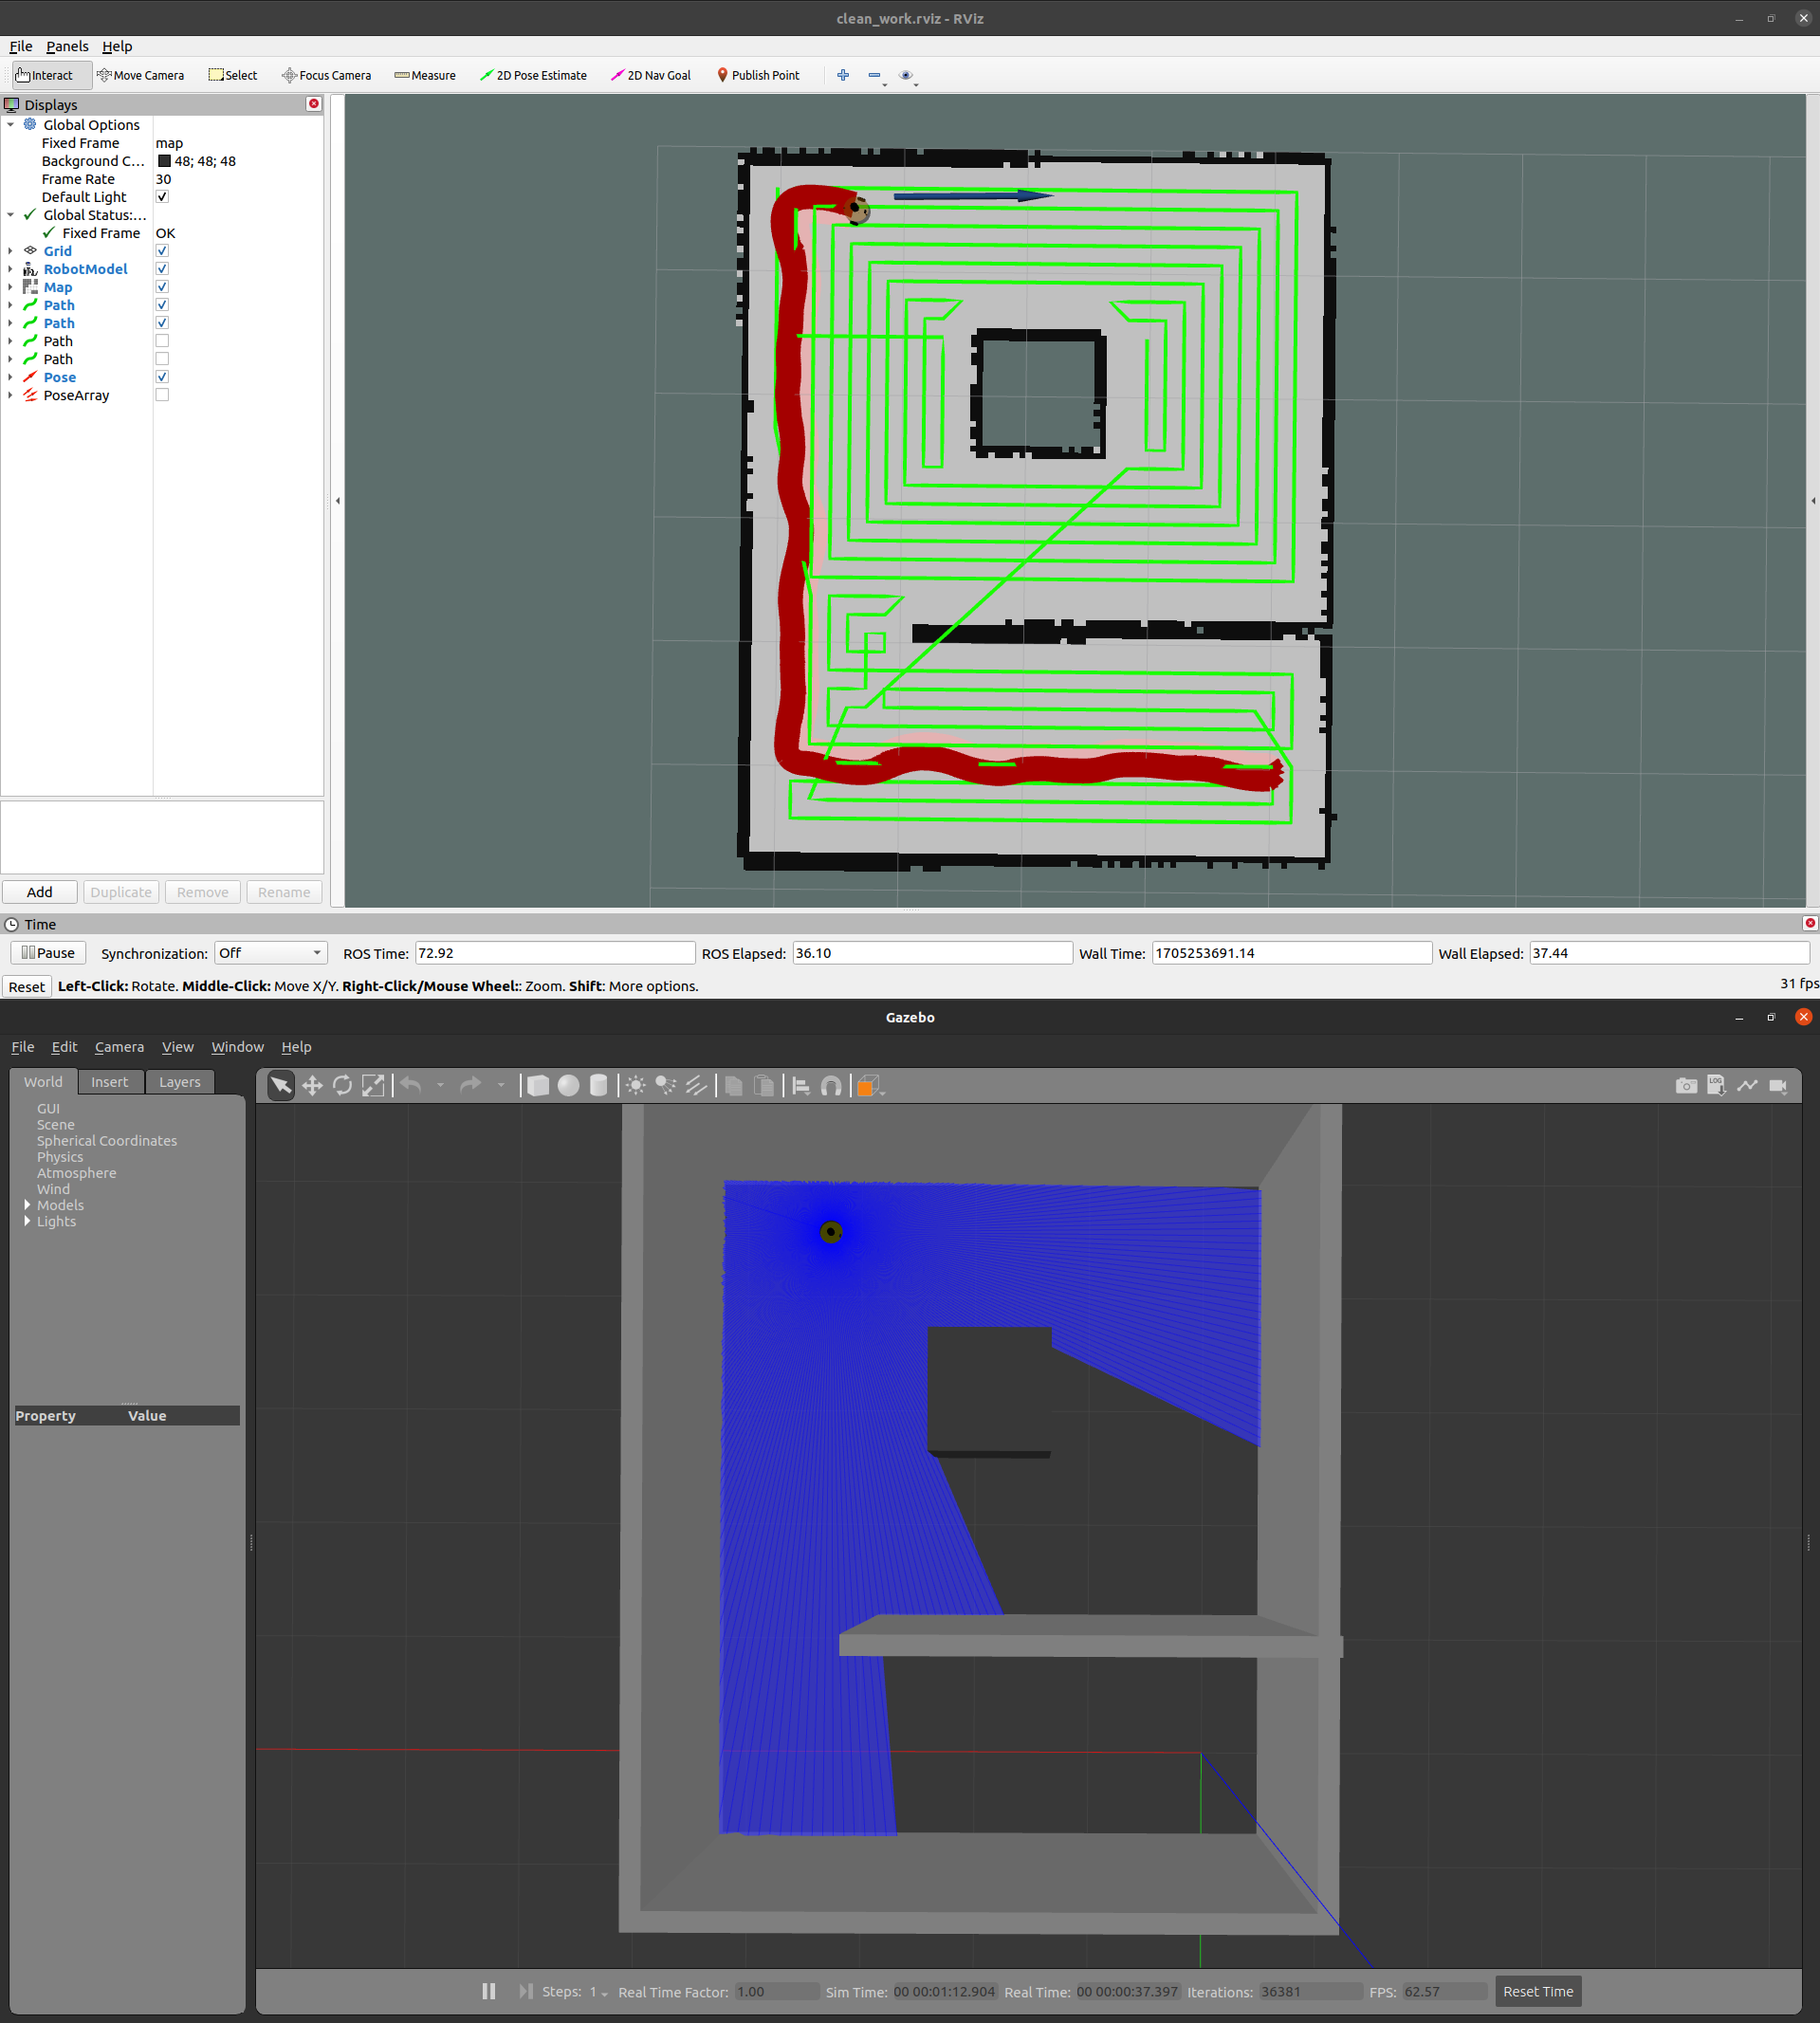 clean_work.rviz - RViz
File Panels Help
Interact Move Camera Select Focus Camera Measure 2D Pose Estimate 2D Nav Goal Publish Point
Displays
Global Options
Fixed Frame map
Background C... 48; 48; 48
Frame Rate 30
Default Light
Global Status:...
Fixed Frame OK
Grid
RobotModel
Map
Path
Path
Path
Path
Pose
PoseArray
Add Duplicate Remove Rename
Time
Pause Synchronization: Off ROS Time: 72.92 ROS Elapsed: 36.10 Wall Time: 1705253691.14 Wall Elapsed: 37.44
Reset Left-Click: Rotate. Middle-Click: Move X/Y. Right-Click/Mouse Wheel:: Zoom. Shift: More options. 31 fps
Gazebo
File Edit Camera View Window Help
World Insert Layers
LOG
GUI
Scene
Spherical Coordinates
Physics
Atmosphere
Wind
Models
Lights
Property Value
Steps: 1 Real Time Factor: 1.00 Sim Time: 00 00:01:12.904 Real Time: 00 00:00:37.397 Iterations: 36381 FPS: 62.57 Reset Time